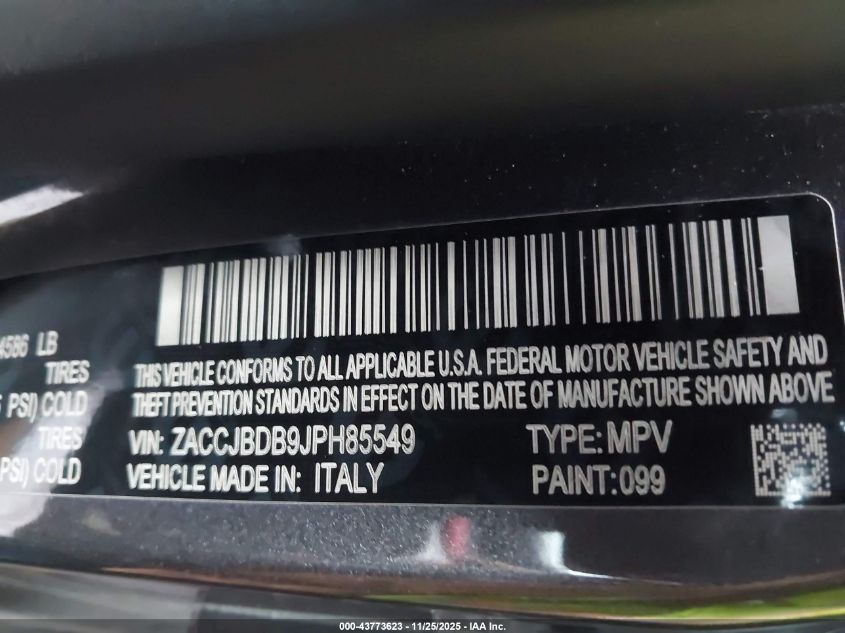 4586 LB
TIRES
PSI) COLD
TIRES
PSI) COLD
THIS VEHICLE CONFORMS TO ALL APPLICABLE U.S.A. FEDERAL MOTOR VEHICLE SAFETY AND
THEFT PREVENTION STANDARDS IN EFFECT ON THE DATE OF MANUFACTURE SHOWN ABOVE
VIN: ZACCJBDB9JPH85549 TYPE: MPV
VEHICLE MADE IN: ITALY PAINT: 099
000-43773623 - 11/25/2025 - IAA Inc.